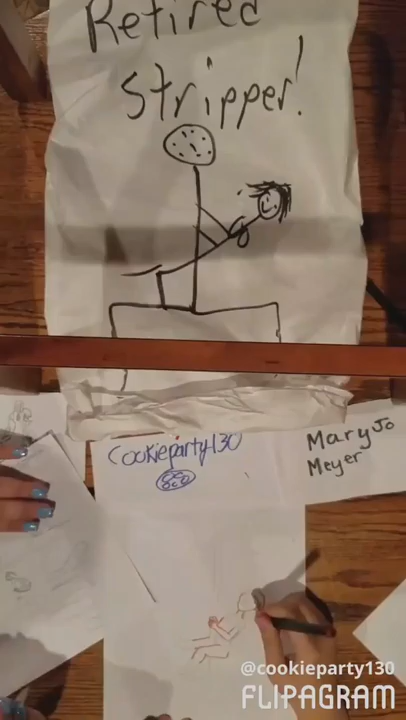 Retired
Stripper!
Cookieparty130
MaryJo
Meyer
@cookieparty130
FLIPAGRAM